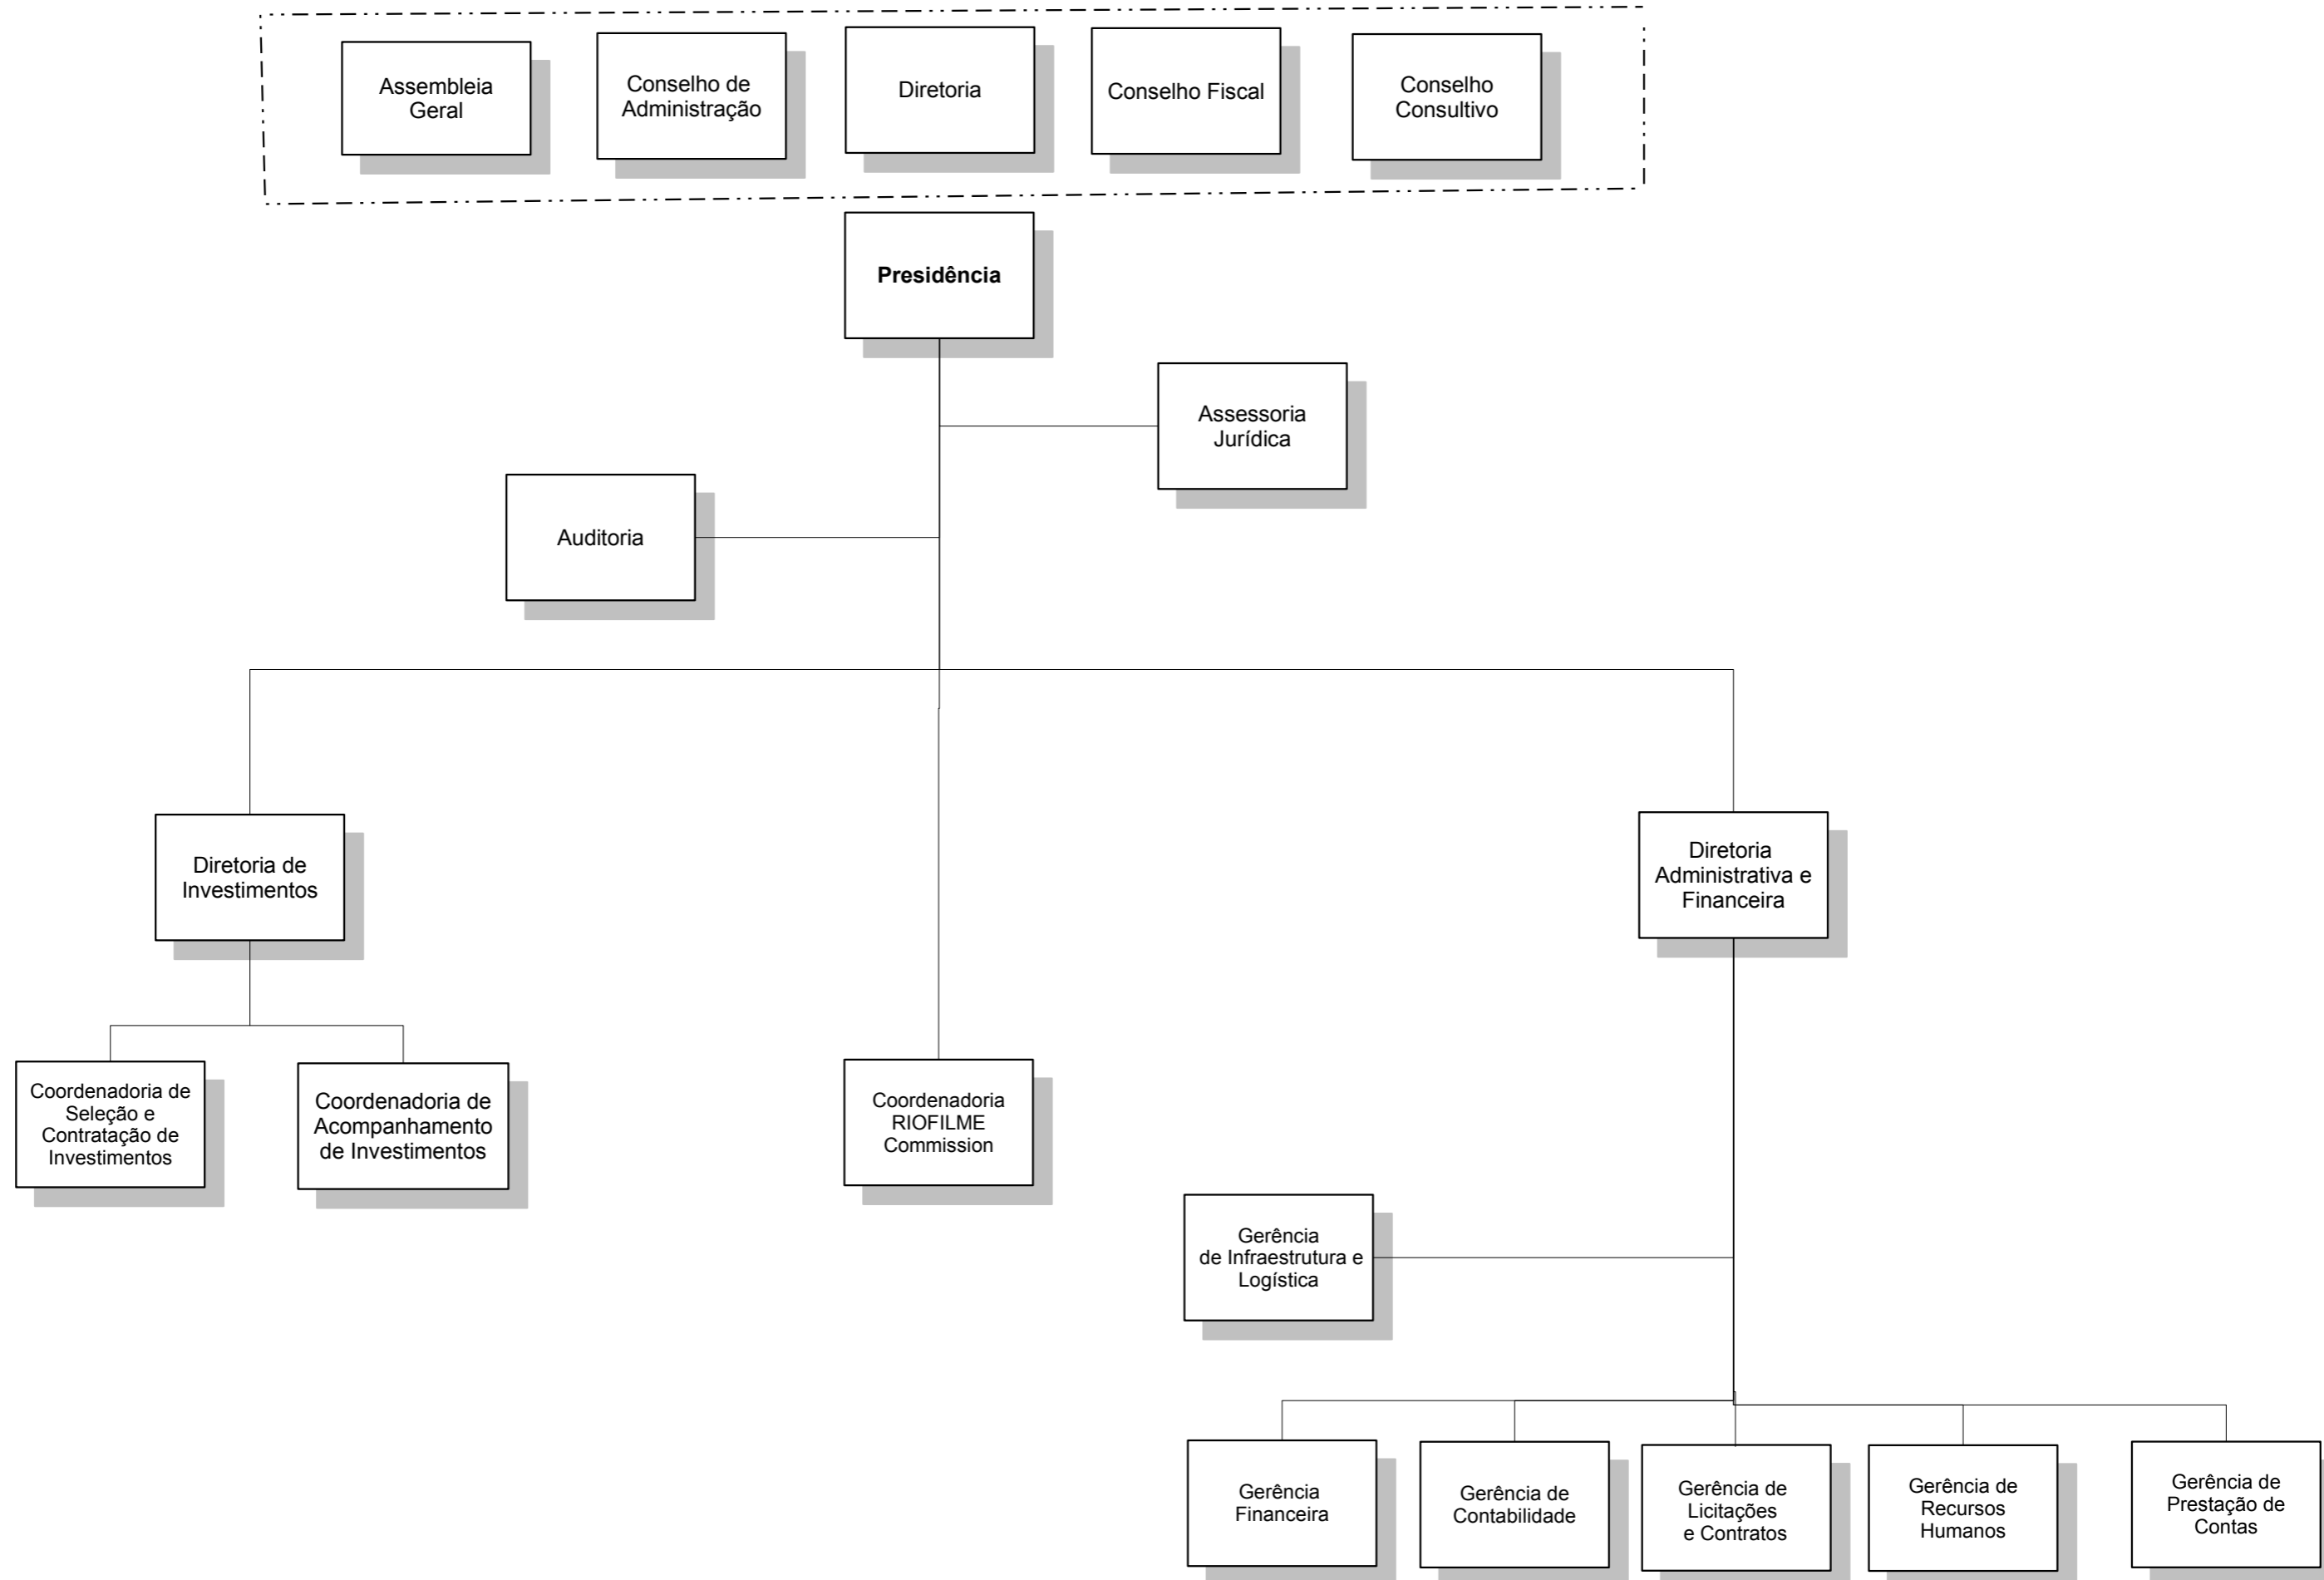 Assembleia
Geral
Conselho de
Administração
Diretoria
Conselho Fiscal
Conselho
Consultivo
Presidência
Assessoria
Jurídica
Auditoria
Diretoria de
Investimentos
Diretoria
Administrativa e
Financeira
Coordenadoria de
Seleção e
Contratação de
Investimentos
Coordenadoria de
Acompanhamento
de Investimentos
Coordenadoria
RIOFILME
Commission
Gerência
de Infraestrutura e
Logística
Gerência
Financeira
Gerência de
Contabilidade
Gerência de
Licitações
e Contratos
Gerência de
Recursos
Humanos
Gerência de
Prestação de
Contas